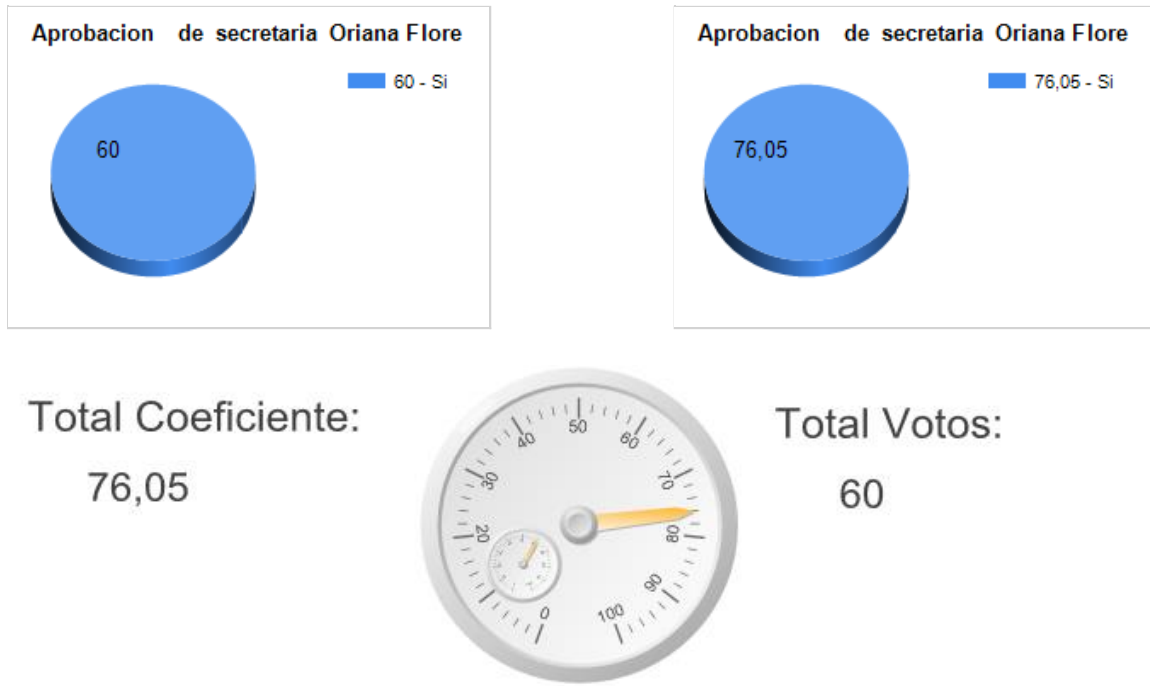 Aprobacion de secretaria Oriana Flore
60 - Si
60
Aprobacion de secretaria Oriana Flore
76,05 - Si
76,05
Total Coeficiente:
76,05
0
20
30
40
50
60
70
80
90
100
Total Votos:
60